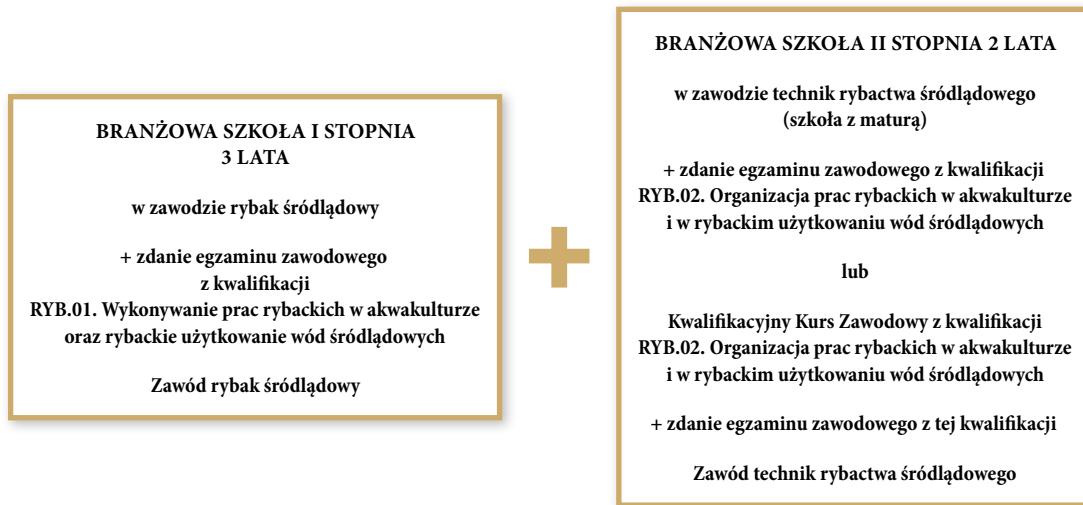 BRANŻOWA SZKOŁA I STOPNIA
3 LATA
w zawodzie rybak śródlądowy
+ zdanie egzaminu zawodowego
z kwalifikacji
RYB.01. Wykonywanie prac rybackich w akwakulturze
oraz rybackie użytkowanie wód śródlądowych
Zawód rybak śródlądowy
+
BRANŻOWA SZKOŁA II STOPNIA 2 LATA
w zawodzie technik rybactwa śródlądowego
(szkoła z maturą)
+ zdanie egzaminu zawodowego z kwalifikacji
RYB.02. Organizacja prac rybackich w akwakulturze
i w rybackim użytkowaniu wód śródlądowych
lub
Kwalifikacyjny Kurs Zawodowy z kwalifikacji
RYB.02. Organizacja prac rybackich w akwakulturze
i w rybackim użytkowaniu wód śródlądowych
+ zdanie egzaminu zawodowego z tej kwalifikacji
Zawód technik rybactwa śródlądowego